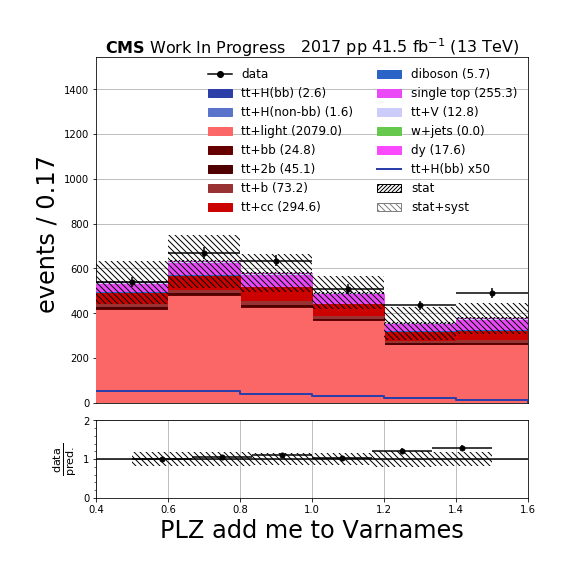 CMS Work In Progress 2017 pp 41.5 fb⁻¹ (13 TeV)
data
tt+H(bb) (2.6)
tt+H(non-bb) (1.6)
tt+light (2079.0)
tt+bb (24.8)
tt+2b (45.1)
tt+b (73.2)
tt+cc (294.6)
diboson (5.7)
single top (255.3)
tt+V (12.8)
w+jets (0.0)
dy (17.6)
tt+H(bb) x50
stat
stat+syst
events / 0.17
1400
1200
1000
800
600
400
200
0
data
pred.
2
1
0
0.4 0.6 0.8 1.0 1.2 1.4 1.6
PLZ add me to Varnames